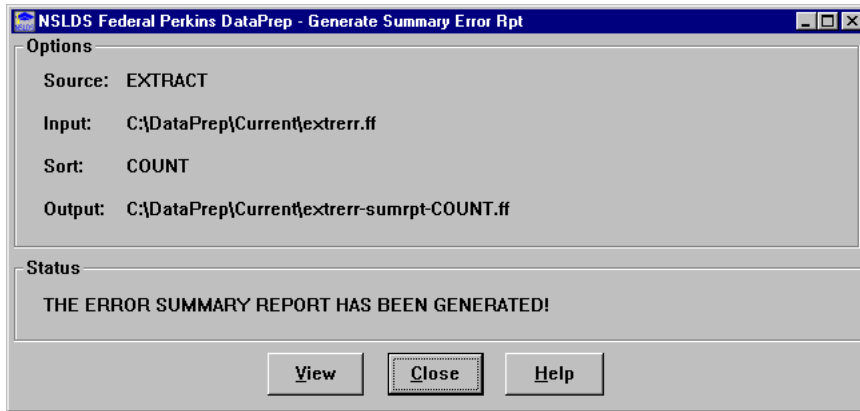 NSLDS Federal Perkins DataPrep - Generate Summary Error Rpt
Options
Source: EXTRACT
Input: C:\DataPrep\Current\extrerr.ff
Sort: COUNT
Output: C:\DataPrep\Current\extrerr-sumrpt-COUNT.ff
Status
THE ERROR SUMMARY REPORT HAS BEEN GENERATED!
View Close Help